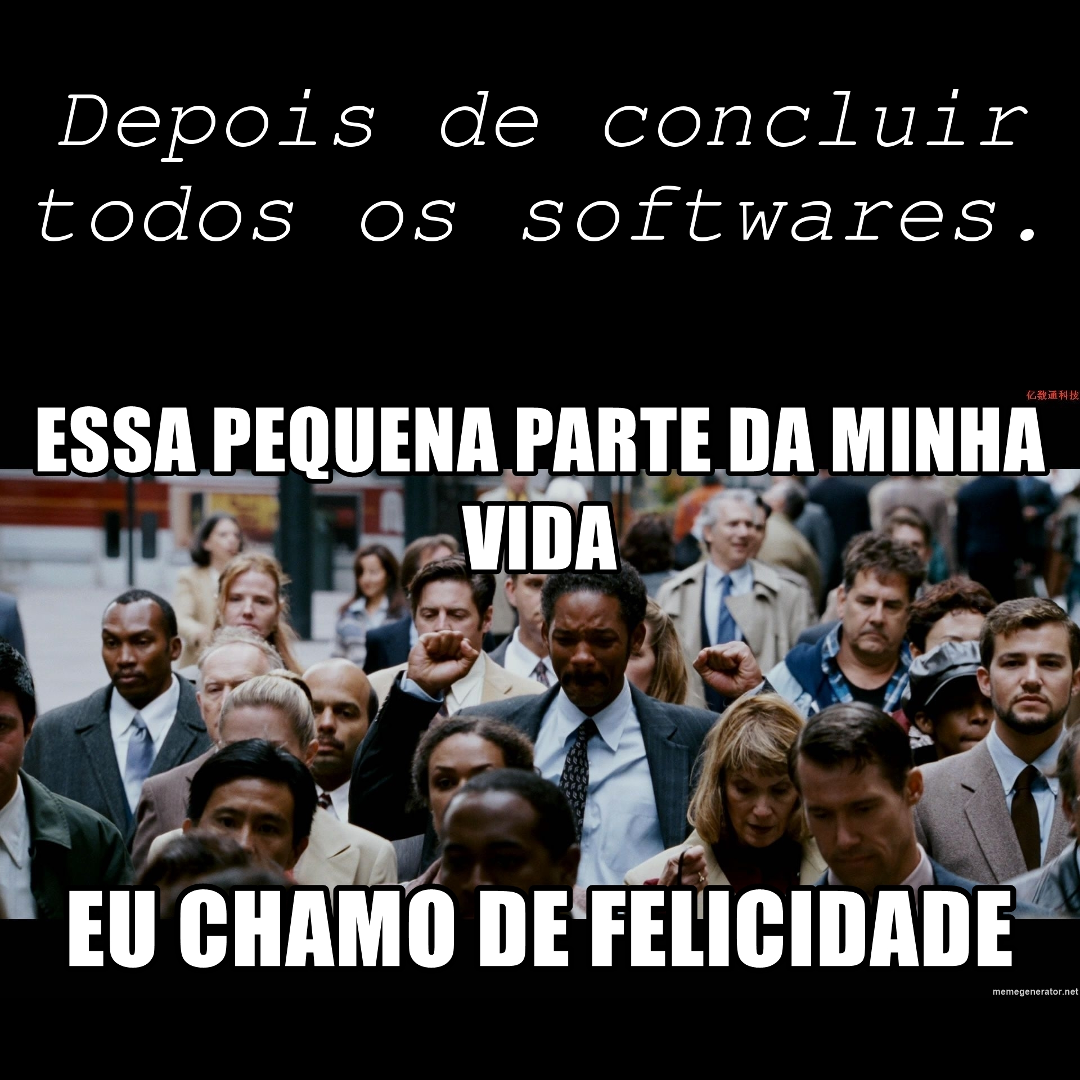 Depois de concluir
todos os softwares.
亿数通科技
ESSA PEQUENA PARTE DA MINHA
VIDA
EU CHAMO DE FELICIDADE
memegenerator.net